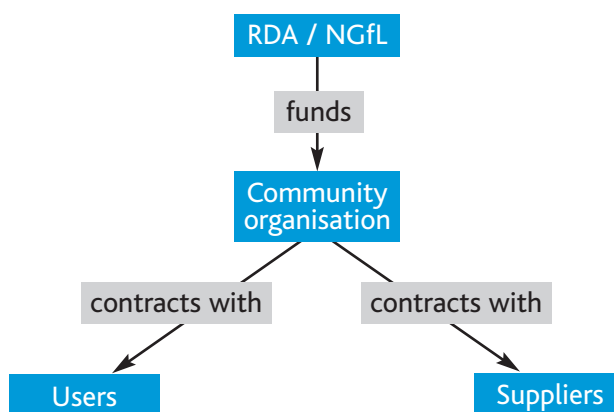 RDA / NGfL
funds
Community
organisation
contracts with
contracts with
Users
Suppliers